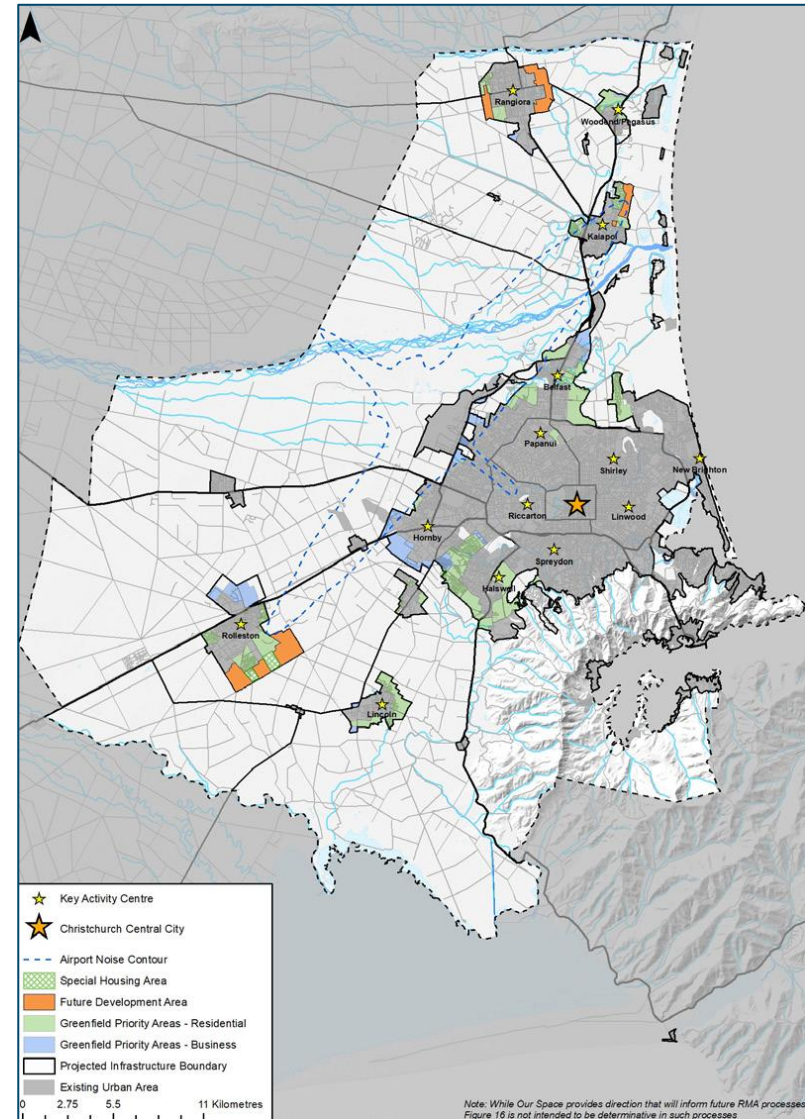 Rangiora
Woodend/Pegasus
Kaiapoi
Belfast
Papanui
Shirley
New Brighton
Riccarton
Linwood
Hornby
Spreydon
Halswell
Rolleston
Lincoln
Key Activity Centre
Christchurch Central City
Airport Noise Contour
Special Housing Area
Future Development Area
Greenfield Priority Areas - Residential
Greenfield Priority Areas - Business
Projected Infrastructure Boundary
Existing Urban Area
0 2.75 5.5 11 Kilometres
Note: While Our Space provides direction that will inform future RMA processes,
Figure 16 is not intended to be determinative in such processes